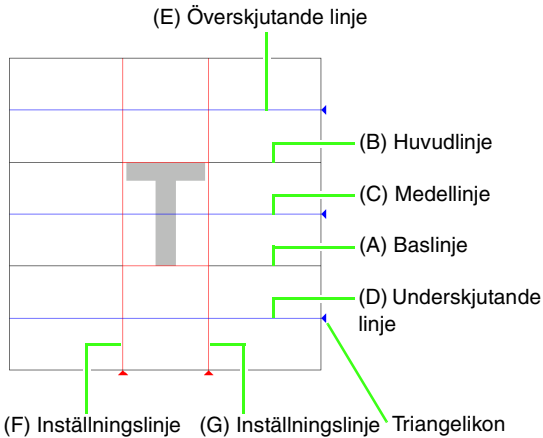 (E) Överskjutande linje
(B) Huvudlinje
T
(C) Medellinje
(A) Baslinje
(D) Underskjutande
linje
(F) Inställningslinje
(G) Inställningslinje
Triangelikon